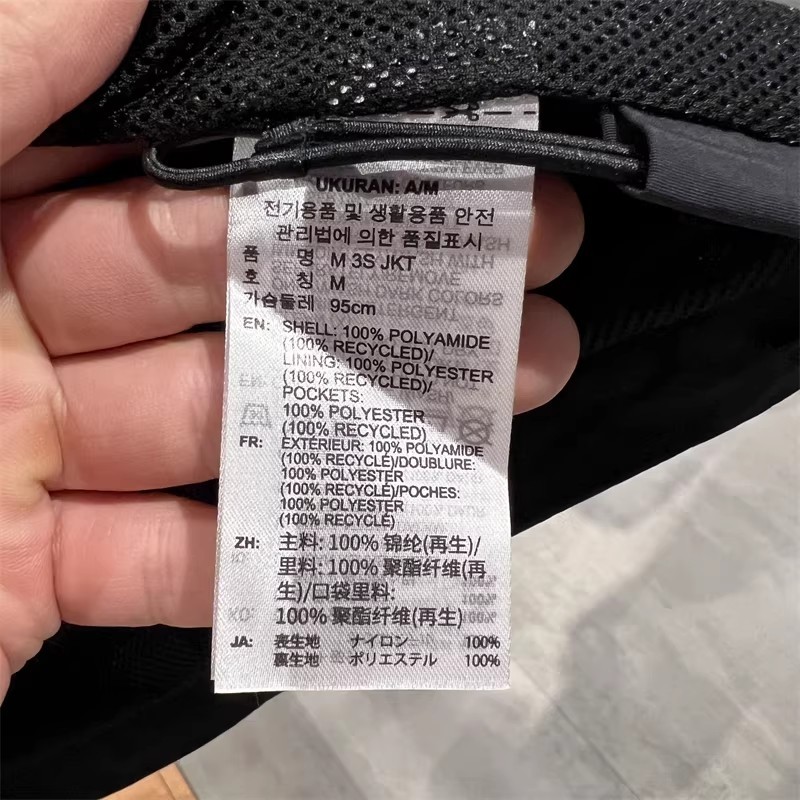 UKURAN: A/M
전기용품 및 생활용품 안전
관리법에 의한 품질표시
품 명 M 3S JKT
호 칭 M
가슴둘레 95cm
EN: SHELL: 100% POLYAMIDE
(100% RECYCLED)/
LINING: 100% POLYESTER
(100% RECYCLED)/
POCKETS:
100% POLYESTER
(100% RECYCLED)
FR: EXTÉRIEUR: 100% POLYAMIDE
(100% RECYCLÉ)/DOUBLURE:
100% POLYESTER
(100% RECYCLÉ)/POCHES:
100% POLYESTER
(100% RECYCLÉ)
ZH: 主料: 100% 锦纶(再生)/
里料: 100% 聚酯纤维(再
生)/口袋里料:
100% 聚酯纤维(再生)
JA: 表生地 ナイロン 100%
裏生地 ポリエステル 100%